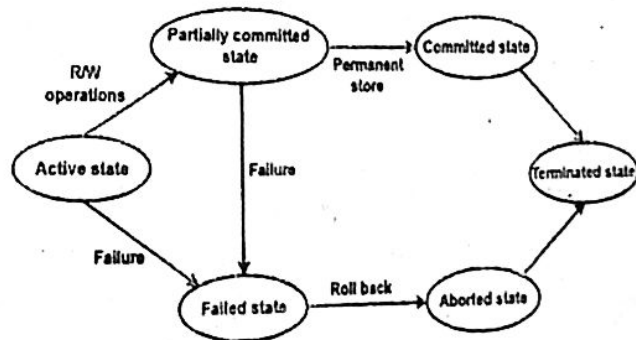 Partially committed
state
Committed state
R/W
operations
Permanent
store
Active state
Failure
Terminated state
Failure
Failed state
Roll back
Aborted state